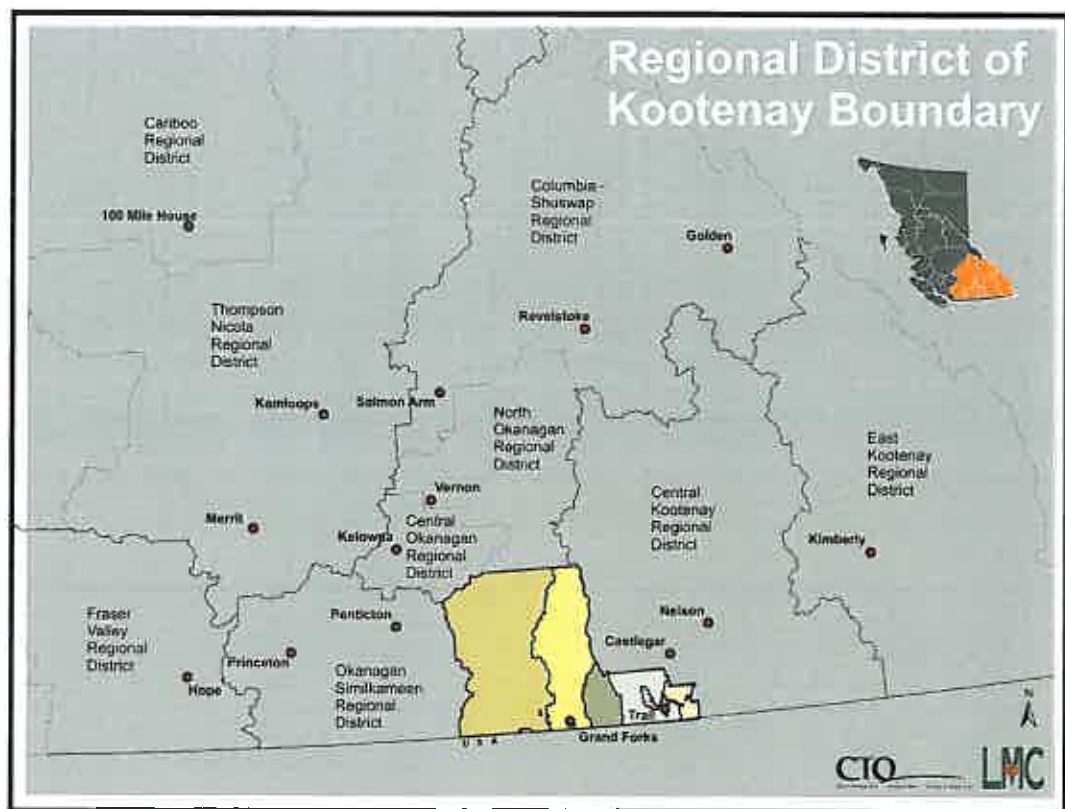 Regional District of
Kootenay Boundary
Cariboo
Regional
District
100 Mile House
Columbia -
Shuswap
Regional
District
Golden
Thompson
Nicola
Regional
District
Revelstoke
Kamloops
Salmon Arm
North
Okanagan
Regional
District
East
Kootenay
Regional
District
Vernon
Central
Kootenay
Regional
District
Merrit
Kelowna
Central
Okanagan
Regional
District
Kimberly
Fraser
Valley
Regional
District
Penticton
Nelson
Castlegar
Princeton
Hope
Okanagan
Similkameen
Regional
District
Trail
Grand Forks
U S A
N
CTQ
LMC